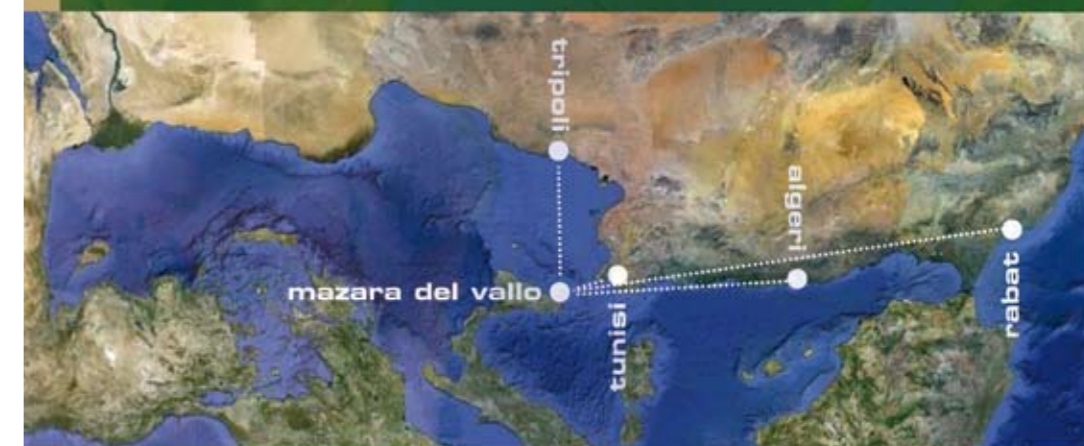 tripoli
algeri
mazara del vallo
tunisi
rabat